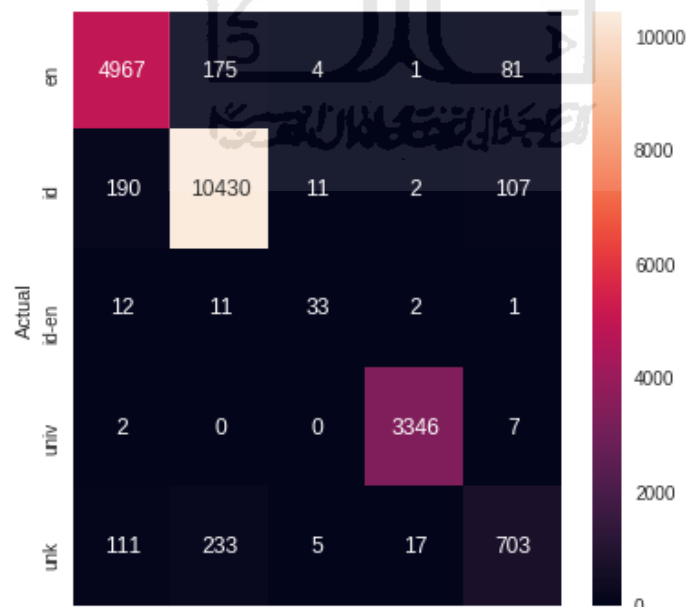 10000
en 4967 175 4 1 81
8000
id 190 10430 11 2 107
6000
Actual
id-en 12 11 33 2 1
4000
univ 2 0 0 3346 7
2000
unk 111 233 5 17 703
0